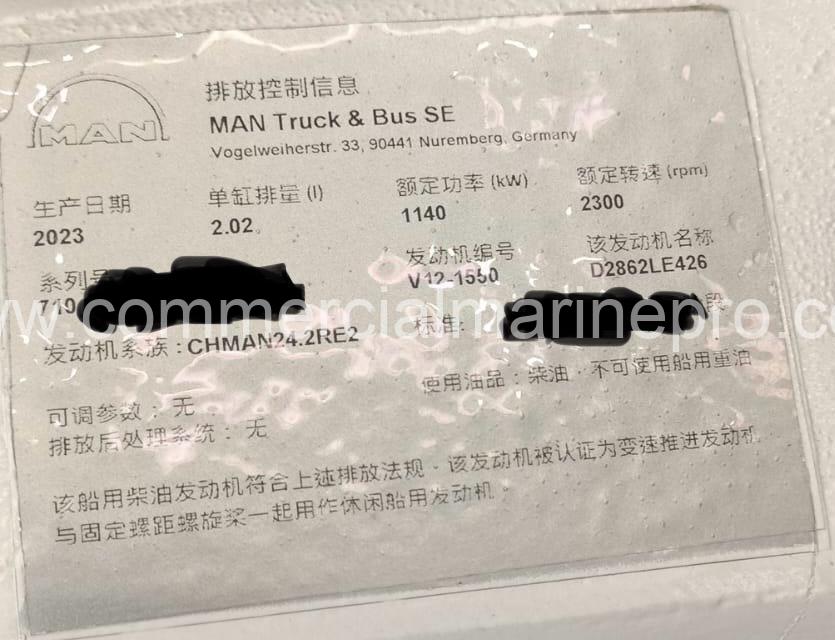 MAN
排放控制信息
MAN Truck & Bus SE
Vogelweiherstr. 33, 90441 Nuremberg, Germany
生产日期 单缸排量 (l) 额定功率 (kW) 额定转速 (rpm)
2023 2.02 1140 2300
系列号 发动机编号 该发动机名称
719 V12-1550 D2862LE426
www.commercialmarinepro.c
标准: 段
发动机系族 : CHMAN24.2RE2
使用油品 : 柴油 · 不可使用船用重油
可调参数 : 无
排放后处理系统 : 无
该船用柴油发动机符合上述排放法规 · 该发动机被认证为变速推进发动机
与固定螺距螺旋桨一起用作休闲船用发动机 ·